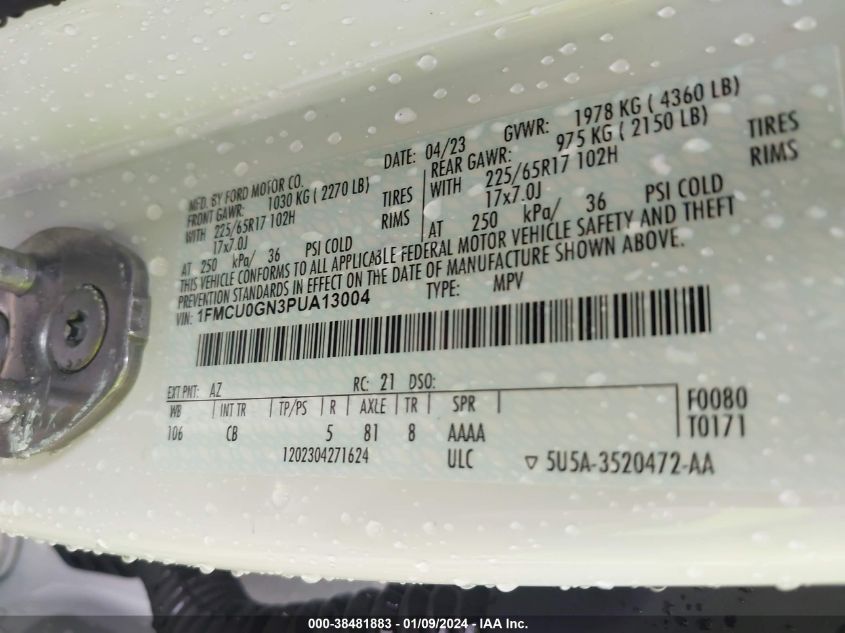 MFD. BY FORD MOTOR CO. DATE: 04/23 GVWR: 1978 KG ( 4360 LB)
FRONT GAWR: 1030 KG ( 2270 LB) REAR GAWR: 975 KG ( 2150 LB)
WITH 225/65R17 102H TIRES WITH 225/65R17 102H TIRES
17x7.0J RIMS 17x7.0J RIMS
AT 250 kPa/ 36 PSI COLD AT 250 kPa/ 36 PSI COLD
THIS VEHICLE CONFORMS TO ALL APPLICABLE FEDERAL MOTOR VEHICLE SAFETY AND THEFT
PREVENTION STANDARDS IN EFFECT ON THE DATE OF MANUFACTURE SHOWN ABOVE.
VIN: 1FMCU0GN3PUA13004 TYPE: MPV
EXT PNT: AZ RC: 21 DSO:
WB INT TR TP/PS R AXLE TR SPR F0080
106 CB 5 81 8 AAAA T0171
1202304271624 ULC ▽ 5U5A-3520472-AA
000-38481883 - 01/09/2024 - IAA Inc.